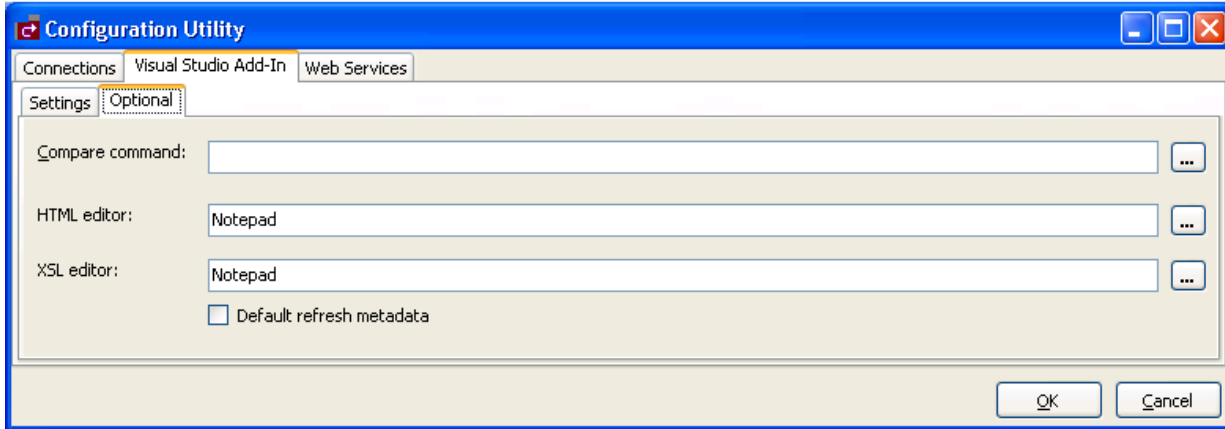 Configuration Utility
Connections Visual Studio Add-In Web Services
Settings Optional
Compare command: ...
HTML editor: Notepad ...
XSL editor: Notepad ...
Default refresh metadata
OK Cancel